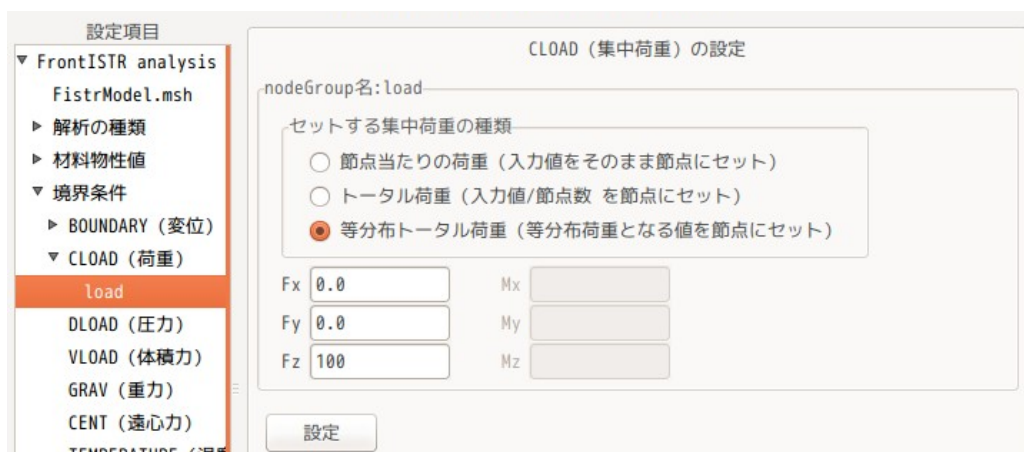 設定項目
FrontISTR analysis
FistrModel.msh
解析の種類
材料物性値
境界条件
BOUNDARY (変位)
CLOAD (荷重)
load
DLOAD (圧力)
VLOAD (体積力)
GRAV (重力)
CENT (遠心力)
CLOAD (集中荷重) の設定
nodeGroup名:load
セットする集中荷重の種類
節点当たりの荷重 (入力値をそのまま節点にセット)
トータル荷重 (入力値/節点数 を節点にセット)
等分布トータル荷重 (等分布荷重となる値を節点にセット)
Fx 0.0 Mx
Fy 0.0 My
Fz 100 Mz
設定